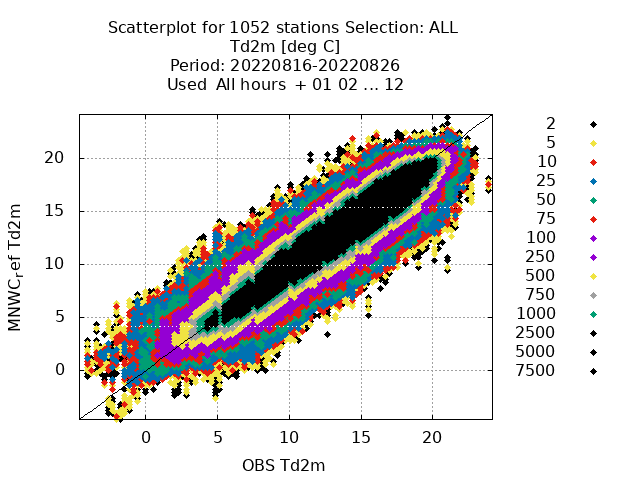 Scatterplot for 1052 stations Selection: ALL
Td2m [deg C]
Period: 20220816-20220826
Used  All hours  + 01 02 ... 12
2
5
10
25
50
75
100
250
500
750
1000
2500
5000
7500
20
15
10
5
0
MNWC,ef Td2m
0 5 10 15 20
OBS Td2m